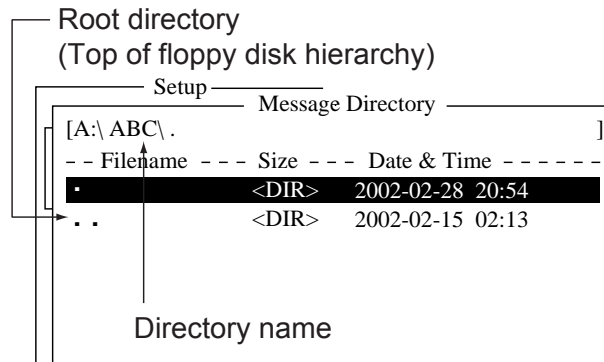 Root directory
(Top of floppy disk hierarchy)
Setup
Message Directory
[A:\ ABC\ . ]
- - Filename - - - Size - - - Date & Time - - - - - -
. <DIR> 2002-02-28 20:54
. . <DIR> 2002-02-15 02:13
Directory name